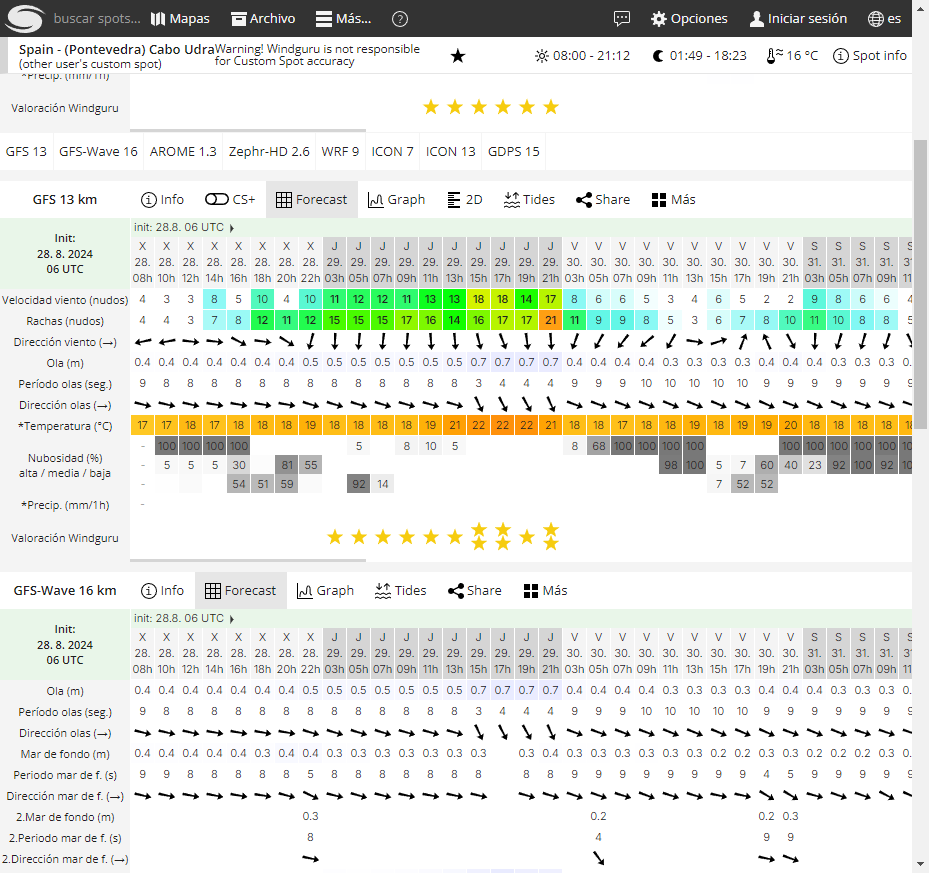 buscar spots... Mapas Archivo Más... ? Opciones Iniciar sesión es
Spain - (Pontevedra) Cabo Udra Warning! Windguru is not responsible
(other user's custom spot) for Custom Spot accuracy
08:00 - 21:12 01:49 - 18:23 16 °C Spot info
*Precip. (mm/1h)
Valoración Windguru
GFS 13 GFS-Wave 16 AROME 1.3 Zephr-HD 2.6 WRF 9 ICON 7 ICON 13 GDPS 15
GFS 13 km Info CS+ Forecast Graph 2D Tides Share Más
init: 28.8. 06 UTC
Init:
28. 8. 2024
06 UTC
X X X X X X X X J J J J J J J J J J V V V V V V V V V V S S S S S
28. 28. 28. 28. 28. 28. 28. 28. 29. 29. 29. 29. 29. 29. 29. 29. 29. 29. 30. 30. 30. 30. 30. 30. 30. 30. 30. 30. 31. 31. 31. 31. 31
08h 10h 12h 14h 16h 18h 20h 22h 03h 05h 07h 09h 11h 13h 15h 17h 19h 21h 03h 05h 07h 09h 11h 13h 15h 17h 19h 21h 03h 05h 07h 09h 11
Velocidad viento (nudos) 4 3 3 8 5 10 4 10 11 12 12 11 13 13 18 18 14 17 8 6 6 5 3 4 6 5 2 2 9 8 6 6 4
Rachas (nudos) 4 4 3 7 8 12 11 12 15 15 15 17 16 14 16 17 17 21 11 9 9 8 5 3 6 7 8 10 11 10 8 8 5
Dirección viento (→)
Ola (m) 0.4 0.4 0.4 0.4 0.4 0.4 0.4 0.5 0.5 0.5 0.5 0.5 0.5 0.5 0.7 0.7 0.7 0.7 0.4 0.4 0.4 0.4 0.3 0.3 0.3 0.3 0.4 0.4 0.4 0.3 0.3 0.3 0.
Período olas (seg.) 9 8 8 8 8 8 8 8 8 8 8 8 8 8 3 4 4 4 9 9 9 10 10 10 10 10 9 9 9 9 9 9 9
Dirección olas (→)
*Temperatura (°C) 17 17 18 18 18 18 18 19 18 18 18 18 19 21 22 22 22 21 18 18 17 18 18 19 18 19 19 20 18 18 18 18 18
- 100 100 100 100 5 8 10 5 8 68 100 100 100 100 100 100 100 100 10
Nubosidad (%)
alta / media / baja
- 5 5 5 30 81 55 98 100 5 7 60 40 23 92 100 92 10
- 54 51 59 92 14 7 52 52
*Precip. (mm/1h) -
Valoración Windguru
GFS-Wave 16 km Info Forecast Graph Tides Share Más
init: 28.8. 06 UTC
Init:
28. 8. 2024
06 UTC
X X X X X X X X J J J J J J J J J J V V V V V V V V V V S S S S S
28. 28. 28. 28. 28. 28. 28. 28. 29. 29. 29. 29. 29. 29. 29. 29. 29. 29. 30. 30. 30. 30. 30. 30. 30. 30. 30. 30. 31. 31. 31. 31. 31
08h 10h 12h 14h 16h 18h 20h 22h 03h 05h 07h 09h 11h 13h 15h 17h 19h 21h 03h 05h 07h 09h 11h 13h 15h 17h 19h 21h 03h 05h 07h 09h 11
Ola (m) 0.4 0.4 0.4 0.4 0.4 0.4 0.4 0.5 0.5 0.5 0.5 0.5 0.5 0.5 0.7 0.7 0.7 0.7 0.4 0.4 0.4 0.4 0.3 0.3 0.3 0.3 0.4 0.4 0.4 0.3 0.3 0.3 0.
Período olas (seg.) 9 8 8 8 8 8 8 8 8 8 8 8 8 8 3 4 4 4 9 9 9 10 10 10 10 10 9 9 9 9 9 9 9
Dirección olas (→)
Mar de fondo (m) 0.4 0.4 0.4 0.4 0.4 0.3 0.4 0.4 0.3 0.3 0.3 0.3 0.3 0.3 0.3 0.3 0.4 0.3 0.3 0.3 0.3 0.3 0.3 0.2 0.2 0.3 0.3 0.2 0.2 0.2 0.3 0.
Periodo mar de f. (s) 9 9 8 8 8 8 8 5 8 8 8 8 8 8 8 8 8 9 9 9 9 9 9 9 9 4 5 9 9 9 9 9
Dirección mar de f. (→)
2.Mar de fondo (m) 0.3 0.2 0.2 0.3
2.Periodo mar de f. (s) 8 4 9 9
2.Dirección mar de f. (→)